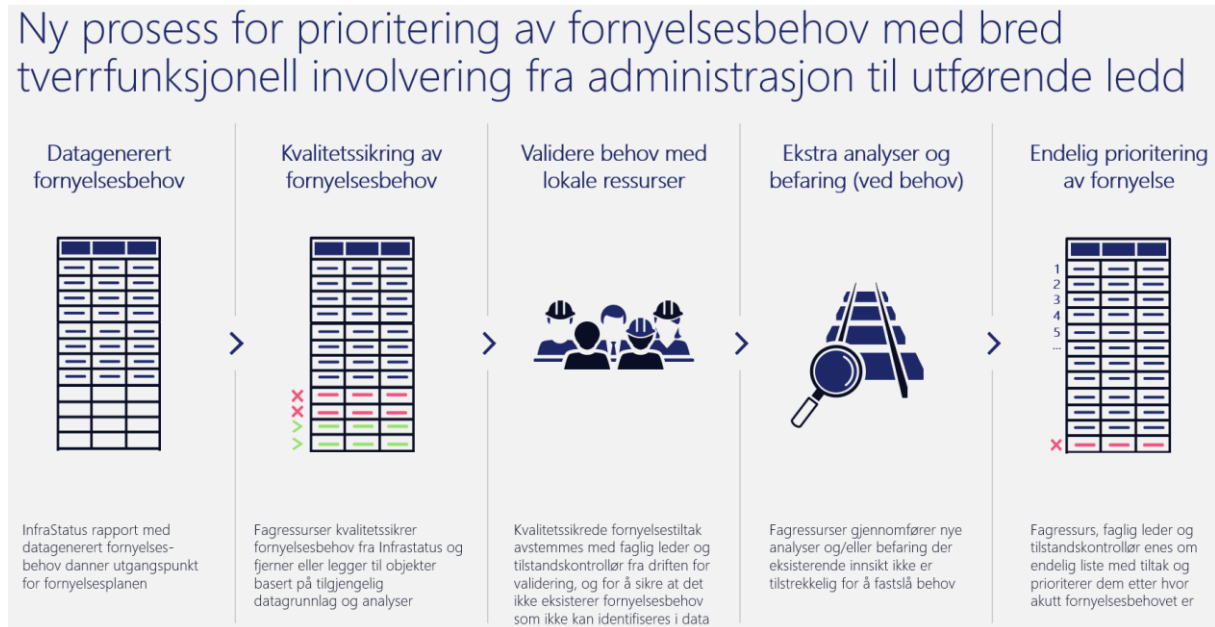 Ny prosess for prioritering av fornyelsesbehov med bred
tverrfunksjonell involvering fra administrasjon til utførende ledd
Datagenerert
fornyelsesbehov
InfraStatus rapport med
datagenerert fornyelses-
behov danner utgangspunkt
for fornyelsesplanen
Kvalitetssikring av
fornyelsesbehov
Fagressurser kvalitetssikrer
fornyelsesbehov fra Infrastatus og
fjerner eller legger til objekter
basert på tilgjengelig
datagrunnlag og analyser
Validere behov med
lokale ressurser
Kvalitetssikrede fornyelsestiltak
avstemmes med faglig leder og
tilstandskontrollør fra driften for
validering, og for å sikre at det
ikke eksisterer fornyelsesbehov
som ikke kan identifiseres i data
Ekstra analyser og
befaring (ved behov)
Fagressurser gjennomfører nye
analyser og/eller befaring der
eksisterende innsikt ikke er
tilstrekkelig for å fastslå behov
Endelig prioritering
av fornyelse
1
2
3
4
5
...
Fagressurs, faglig leder og
tilstandskontrollør enes om
endelig liste med tiltak og
prioriterer dem etter hvor
akutt fornyelsesbehovet er